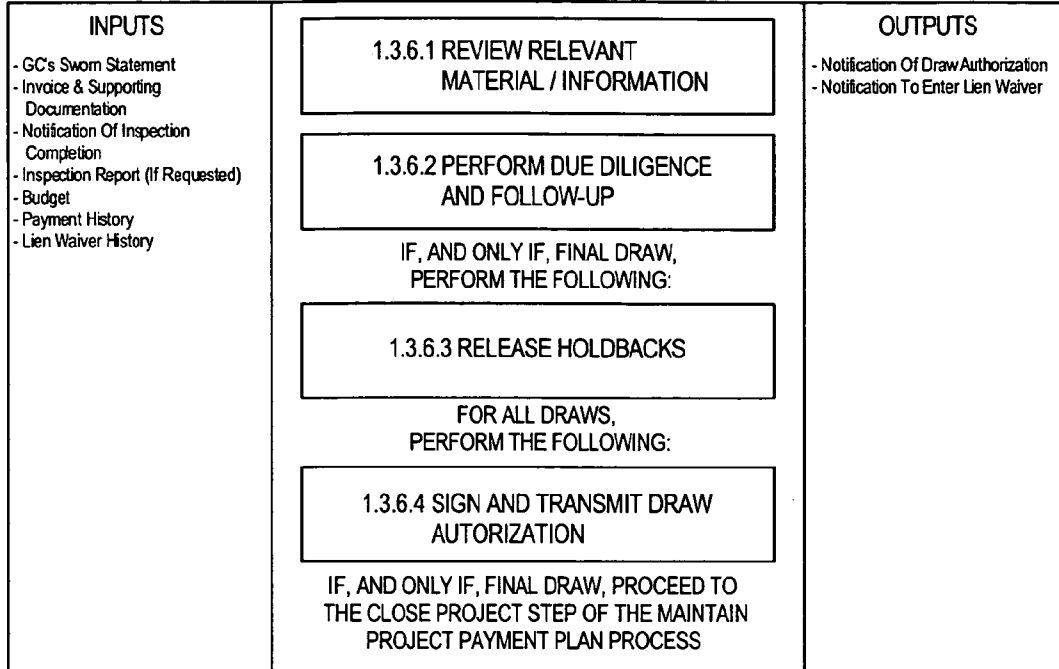 INPUTS
- GC's Sworn Statement
- Invoice & Supporting
Documentation
- Notification Of Inspection
Completion
- Inspection Report (If Requested)
- Budget
- Payment History
- Lien Waiver History
1.3.6.1 REVIEW RELEVANT
MATERIAL / INFORMATION
1.3.6.2 PERFORM DUE DILIGENCE
AND FOLLOW-UP
IF, AND ONLY IF, FINAL DRAW,
PERFORM THE FOLLOWING:
1.3.6.3 RELEASE HOLDBACKS
FOR ALL DRAWS,
PERFORM THE FOLLOWING:
1.3.6.4 SIGN AND TRANSMIT DRAW
AUTORIZATION
IF, AND ONLY IF, FINAL DRAW, PROCEED TO
THE CLOSE PROJECT STEP OF THE MAINTAIN
PROJECT PAYMENT PLAN PROCESS
OUTPUTS
- Notification Of Draw Authorization
- Notification To Enter Lien Waiver